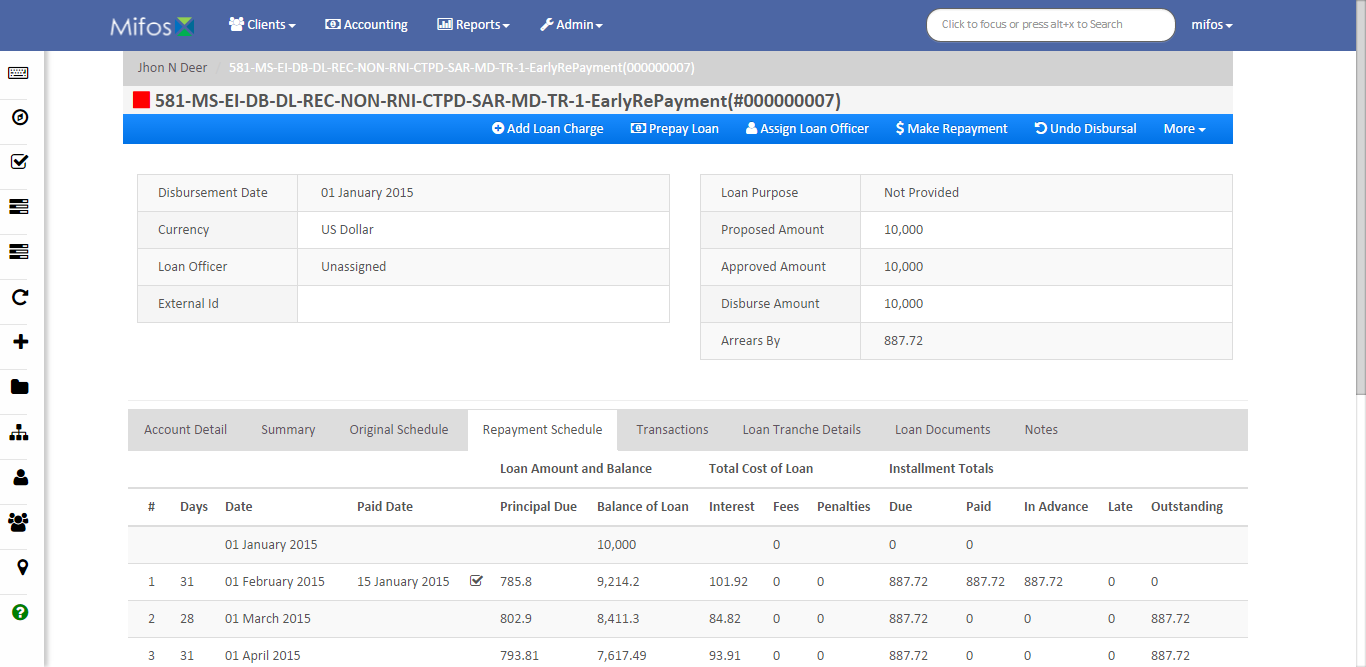 Mifos Clients Accounting Reports Admin Click to focus or press alt+x to Search mifos
Jhon N Deer / 581-MS-EI-DB-DL-REC-NON-RNI-CTPD-SAR-MD-TR-1-EarlyRePayment(000000007)
581-MS-EI-DB-DL-REC-NON-RNI-CTPD-SAR-MD-TR-1-EarlyRePayment(#000000007)
Add Loan Charge Prepay Loan Assign Loan Officer $ Make Repayment Undo Disbursal More
Disbursement Date 01 January 2015
Currency US Dollar
Loan Officer Unassigned
External Id
Loan Purpose Not Provided
Proposed Amount 10,000
Approved Amount 10,000
Disburse Amount 10,000
Arrears By 887.72
Account Detail Summary Original Schedule Repayment Schedule Transactions Loan Tranche Details Loan Documents Notes
Loan Amount and Balance Total Cost of Loan Installment Totals
# Days Date Paid Date Principal Due Balance of Loan Interest Fees Penalties Due Paid In Advance Late Outstanding
01 January 2015 10,000 0 0 0
1 31 01 February 2015 15 January 2015 785.8 9,214.2 101.92 0 0 887.72 887.72 887.72 0 0
2 28 01 March 2015 802.9 8,411.3 84.82 0 0 887.72 0 0 0 887.72
3 31 01 April 2015 793.81 7,617.49 93.91 0 0 887.72 0 0 0 887.72